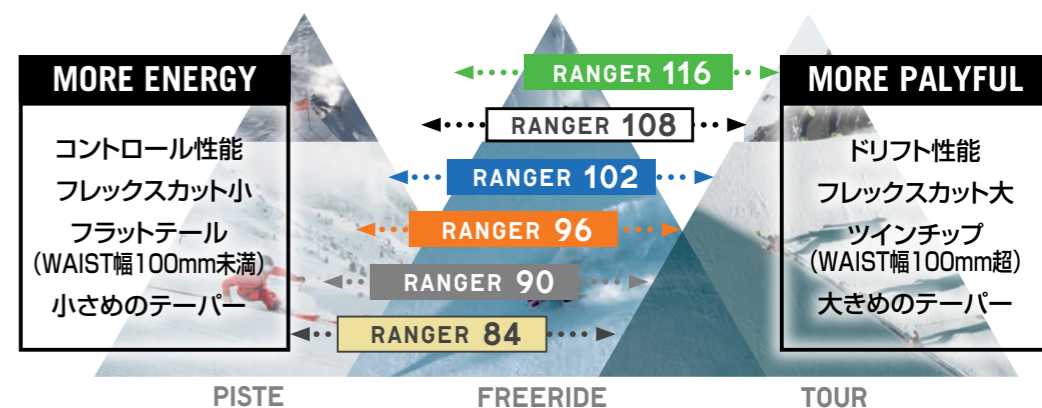 MORE ENERGY
コントロール性能
フレックスカット小
フラットテール
(WAIST幅100mm未満)
小さめのテーパー
RANGER 116
RANGER 108
RANGER 102
RANGER 96
RANGER 90
RANGER 84
MORE PALYFUL
ドリフト性能
フレックスカット大
ツインチップ
(WAIST幅100mm超)
大きめのテーパー
PISTE
FREERIDE
TOUR